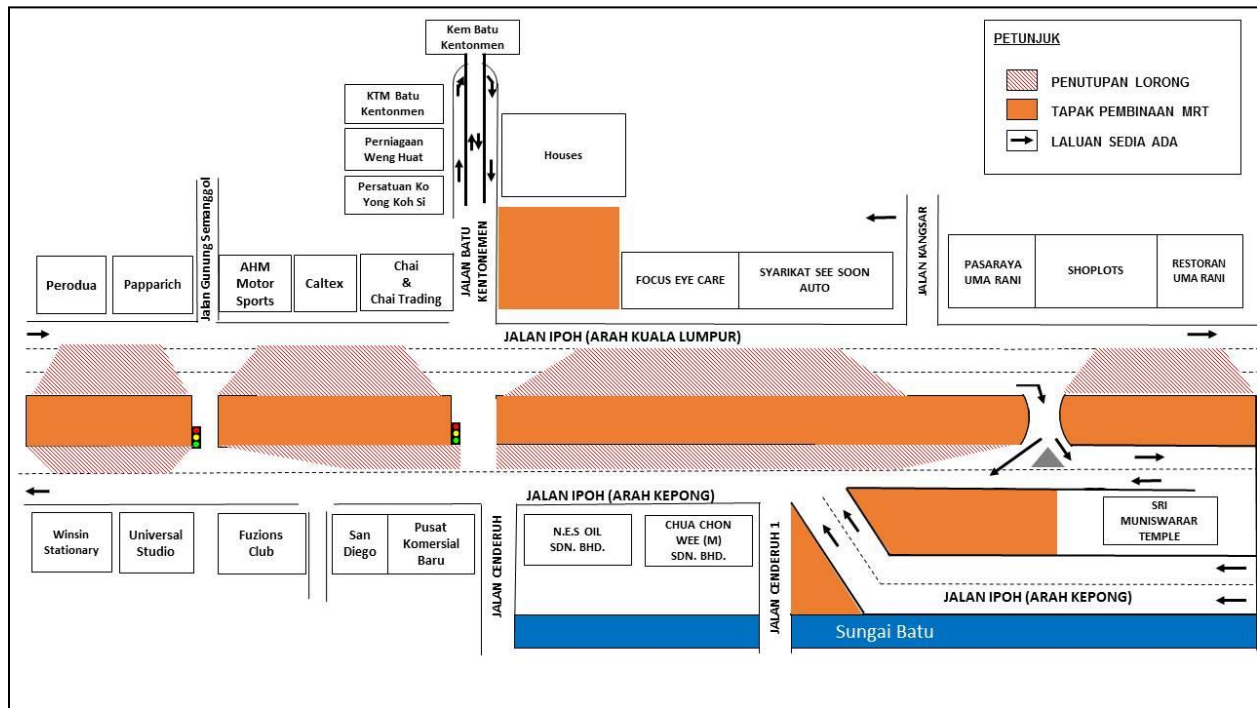 Kem Batu
Kentonmen
PETUNJUK
PENUTUPAN LORONG
TAPAK PEMBINAAN MRT
LALUAN SEDIA ADA
KTM Batu
Kentonmen
Perniagaan
Weng Huat
Persatuan Ko
Yong Koh Si
Houses
Jalan Gunung Semanggol
JALAN BATU
KENTONEMEN
JALAN KANGSAR
Perodua
Papparich
AHM
Motor
Sports
Caltex
Chai
&
Chai Trading
FOCUS EYE CARE
SYARIKAT SEE SOON
AUTO
PASARAYA
UMA RANI
SHOPLOTS
RESTORAN
UMA RANI
JALAN IPOH (ARAH KUALA LUMPUR)
JALAN IPOH (ARAH KEPONG)
Winsin
Stationary
Universal
Studio
Fuzions
Club
San
Diego
Pusat
Komersial
Baru
JALAN CENDERUH
N.E.S OIL
SDN. BHD.
CHUA CHON
WEE (M)
SDN. BHD.
JALAN CENDERUH 1
SRI
MUNISWARAR
TEMPLE
JALAN IPOH (ARAH KEPONG)
Sungai Batu